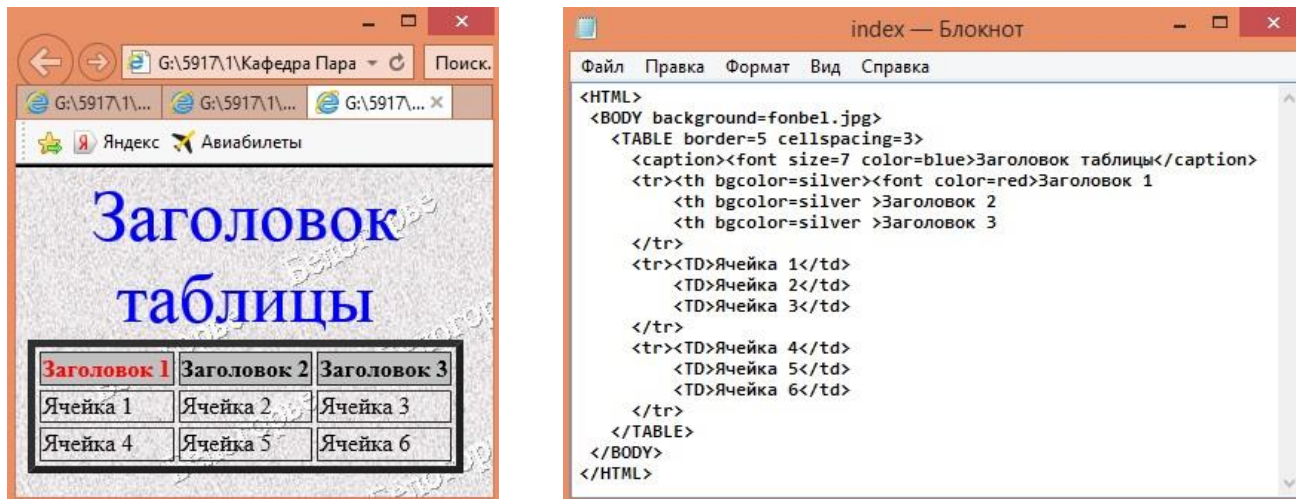 G:\5917\1\Кафедра Пара
Поиск.
G:\5917\1\... G:\5917\1\... G:\5917\...
Яндекс Авиабилеты
Заголовок
таблицы
Белогорье
Заголовок 1 Заголовок 2 Заголовок 3
Ячейка 1 Ячейка 2 Ячейка 3
Ячейка 4 Ячейка 5 Ячейка 6
index — Блокнот
Файл Правка Формат Вид Справка
<HTML>
<BODY background=fonbel.jpg>
<TABLE border=5 cellspacing=3>
<caption><font size=7 color=blue>Заголовок таблицы</caption>
<tr><th bgcolor=silver><font color=red>Заголовок 1
<th bgcolor=silver >Заголовок 2
<th bgcolor=silver >Заголовок 3
</tr>
<tr><TD>Ячейка 1</td>
<TD>Ячейка 2</td>
<TD>Ячейка 3</td>
</tr>
<tr><TD>Ячейка 4</td>
<TD>Ячейка 5</td>
<TD>Ячейка 6</td>
</tr>
</TABLE>
</BODY>
</HTML>